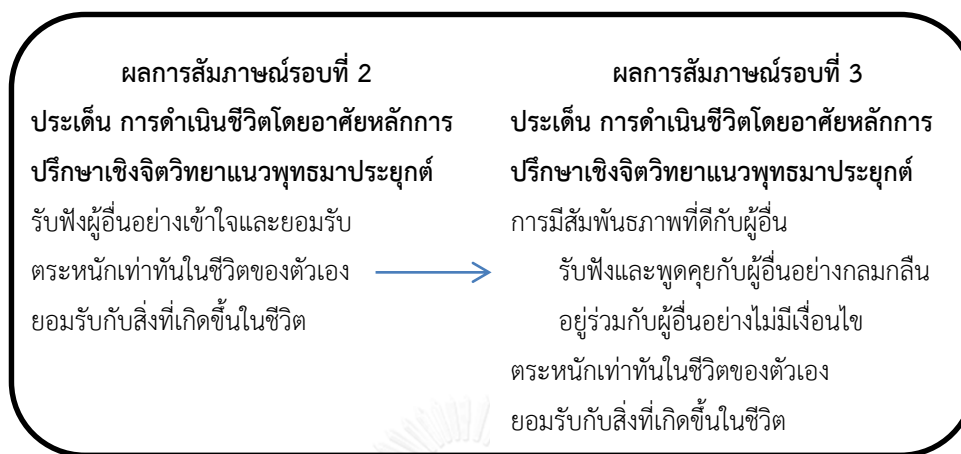 ผลการสัมภาษณ์รอบที่ 2
ประเด็น การดำเนินชีวิตโดยอาศัยหลักการ
ปรึกษาเชิงจิตวิทยาแนวพุทธมาประยุกต์
รับฟังผู้อื่นอย่างเข้าใจและยอมรับ
ตระหนักเท่าทันในชีวิตของตัวเอง
ยอมรับกับสิ่งที่เกิดขึ้นในชีวิต
ผลการสัมภาษณ์รอบที่ 3
ประเด็น การดำเนินชีวิตโดยอาศัยหลักการ
ปรึกษาเชิงจิตวิทยาแนวพุทธมาประยุกต์
การมีสัมพันธภาพที่ดีกับผู้อื่น
รับฟังและพูดคุยกับผู้อื่นอย่างกลมกลืน
อยู่ร่วมกับผู้อื่นอย่างไม่มีเงื่อนไข
ตระหนักเท่าทันในชีวิตของตัวเอง
ยอมรับกับสิ่งที่เกิดขึ้นในชีวิต